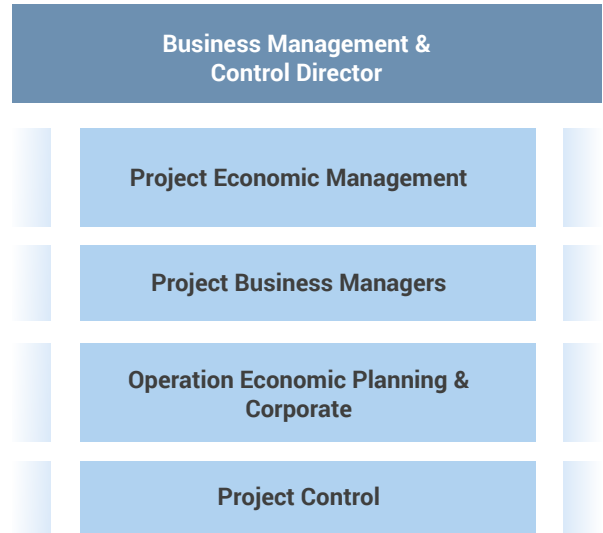 Business Management &
Control Director
Project Economic Management
Project Business Managers
Operation Economic Planning &
Corporate
Project Control